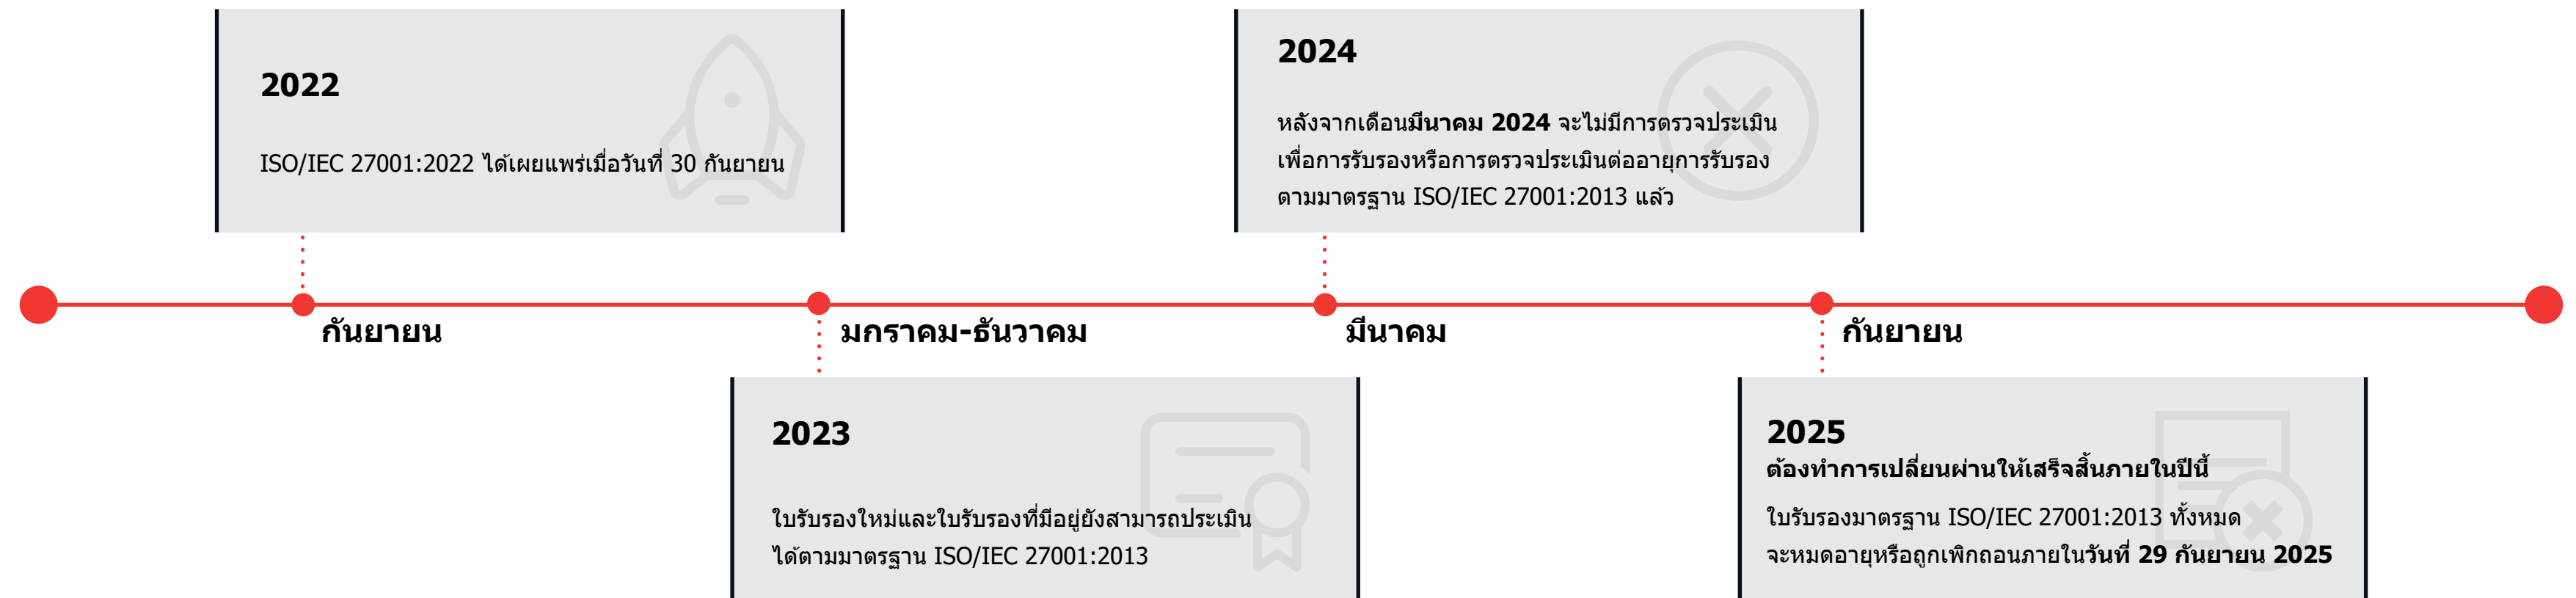 2022
ISO/IEC 27001:2022 ได้เผยแพร่เมื่อวันที่ 30 กันยายน
2024
หลังจากเดือนมีนาคม 2024 จะไม่มีการตรวจประเมิน
เพื่อการรับรองหรือการตรวจประเมินต่ออายุการรับรอง
ตามมาตรฐาน ISO/IEC 27001:2013 แล้ว
กันยายน
มกราคม-ธันวาคม
มีนาคม
กันยายน
2023
ใบรับรองใหม่และใบรับรองที่มีอยู่ยังสามารถประเมิน
ได้ตามมาตรฐาน ISO/IEC 27001:2013
2025
ต้องทำการเปลี่ยนผ่านให้เสร็จสิ้นภายในปีนี้
ใบรับรองมาตรฐาน ISO/IEC 27001:2013 ทั้งหมด
จะหมดอายุหรือถูกเพิกถอนภายในวันที่ 29 กันยายน 2025